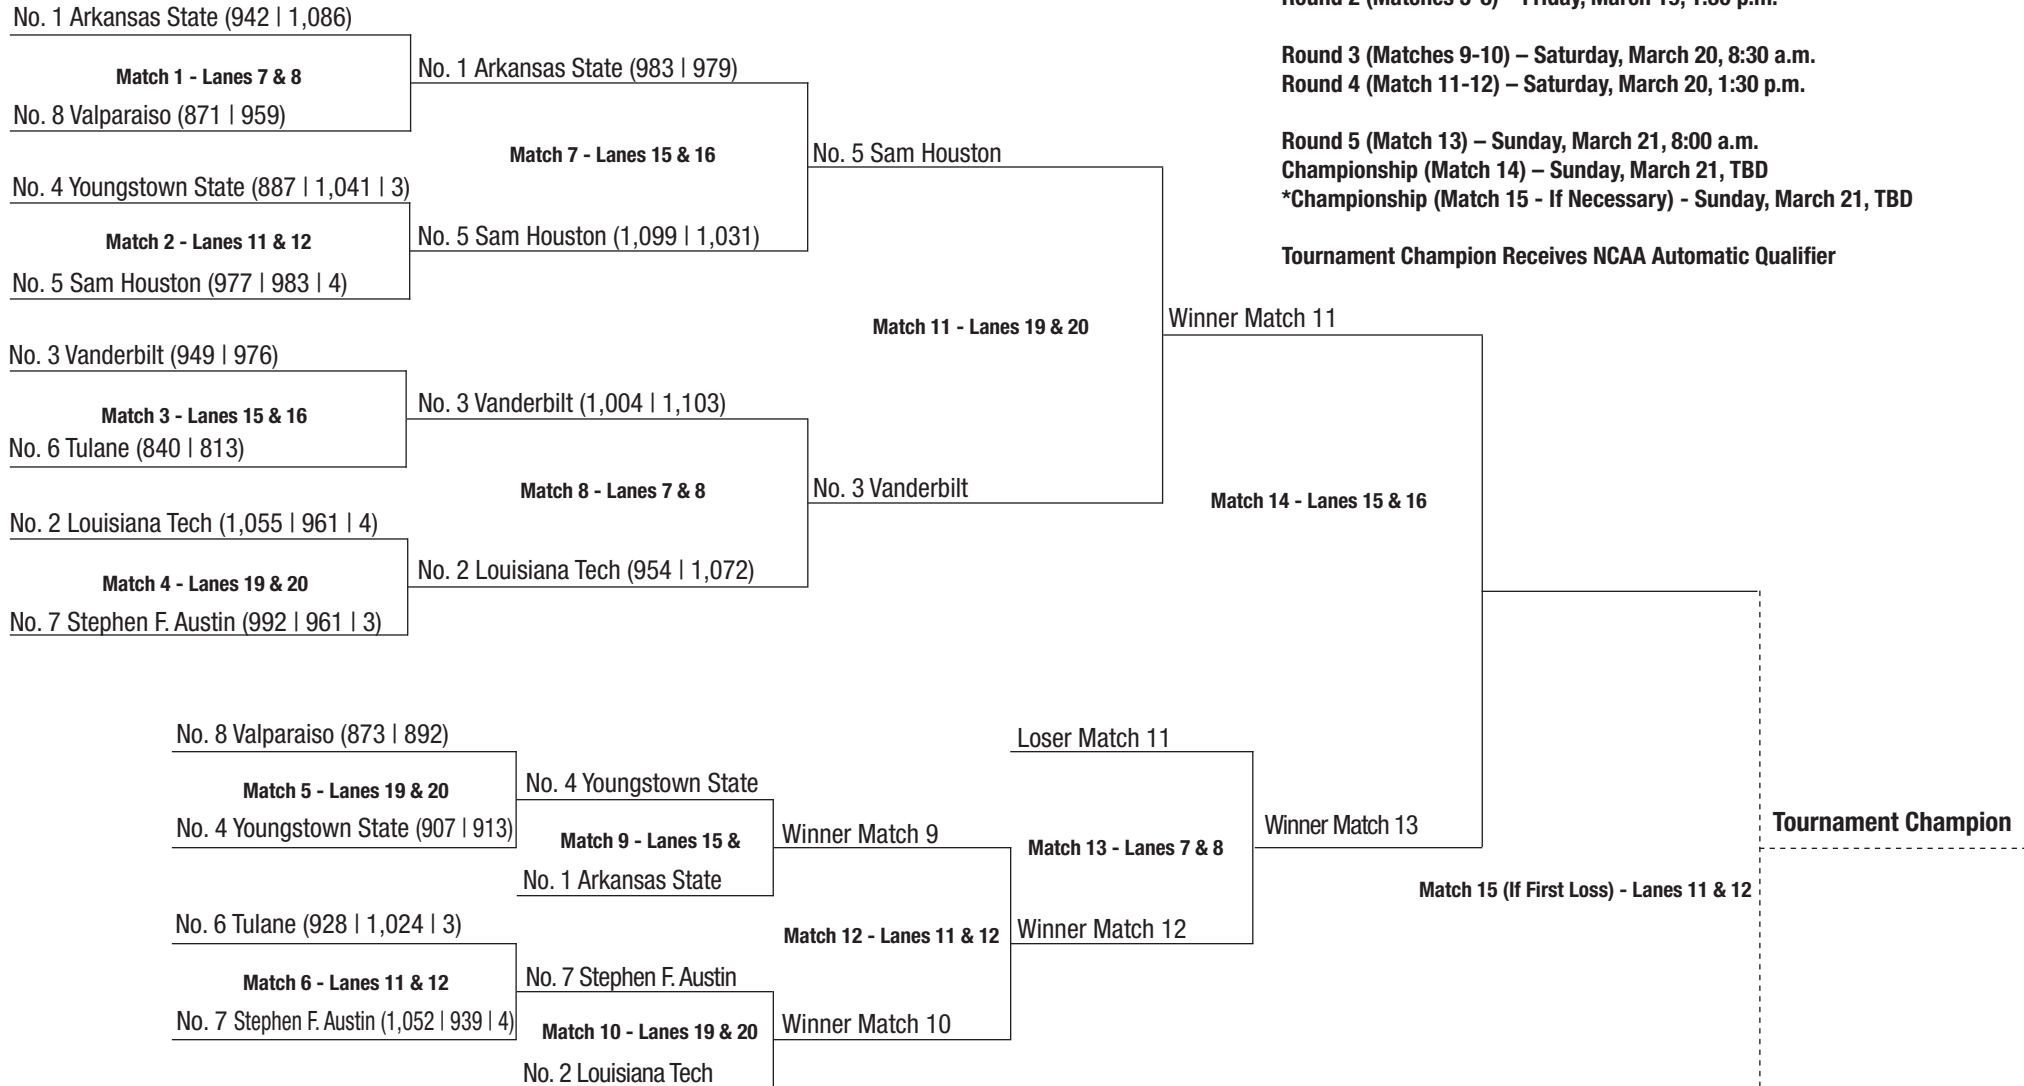 No. 1 Arkansas State (942 | 1,086)
Match 1 - Lanes 7 & 8
No. 8 Valparaiso (871 | 959)
No. 1 Arkansas State (983 | 979)
Match 7 - Lanes 15 & 16
No. 4 Youngstown State (887 | 1,041 | 3)
Match 2 - Lanes 11 & 12
No. 5 Sam Houston (977 | 983 | 4)
No. 5 Sam Houston (1,099 | 1,031)
No. 5 Sam Houston
Match 11 - Lanes 19 & 20
No. 3 Vanderbilt (949 | 976)
Match 3 - Lanes 15 & 16
No. 6 Tulane (840 | 813)
No. 3 Vanderbilt (1,004 | 1,103)
Match 8 - Lanes 7 & 8
No. 3 Vanderbilt
No. 2 Louisiana Tech (1,055 | 961 | 4)
Match 4 - Lanes 19 & 20
No. 7 Stephen F. Austin (992 | 961 | 3)
No. 2 Louisiana Tech (954 | 1,072)
Winner Match 11
Match 14 - Lanes 15 & 16
Round 3 (Matches 9-10) – Saturday, March 20, 8:30 a.m.
Round 4 (Match 11-12) – Saturday, March 20, 1:30 p.m.
Round 5 (Match 13) – Sunday, March 21, 8:00 a.m.
Championship (Match 14) – Sunday, March 21, TBD
*Championship (Match 15 - If Necessary) - Sunday, March 21, TBD
Tournament Champion Receives NCAA Automatic Qualifier
No. 8 Valparaiso (873 | 892)
Match 5 - Lanes 19 & 20
No. 4 Youngstown State (907 | 913)
No. 4 Youngstown State
Match 9 - Lanes 15 &
No. 1 Arkansas State
Winner Match 9
No. 6 Tulane (928 | 1,024 | 3)
Match 6 - Lanes 11 & 12
No. 7 Stephen F. Austin (1,052 | 939 | 4)
No. 7 Stephen F. Austin
Match 10 - Lanes 19 & 20
No. 2 Louisiana Tech
Winner Match 10
Match 12 - Lanes 11 & 12
Loser Match 11
Match 13 - Lanes 7 & 8
Winner Match 12
Winner Match 13
Match 15 (If First Loss) - Lanes 11 & 12
Tournament Champion